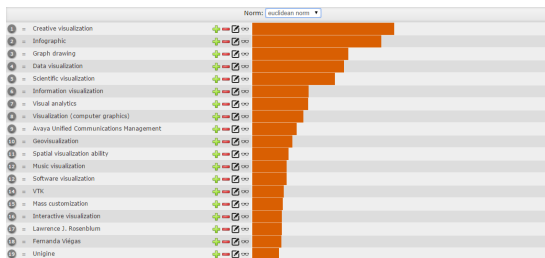 Norm: euclidean norm
1 = Creative visualization
2 = Infographic
3 = Graph drawing
4 = Data visualization
5 = Scientific visualization
6 = Information visualization
7 = Visual analytics
8 = Visualization (computer graphics)
9 = Avaya Unified Communications Management
10 = Geovisualization
11 = Spatial visualization ability
12 = Music visualization
13 = Software visualization
14 = VTK
15 = Mass customization
16 = Interactive visualization
17 = Lawrence J. Rosenblum
18 = Fernanda Viégas
19 = Unigine